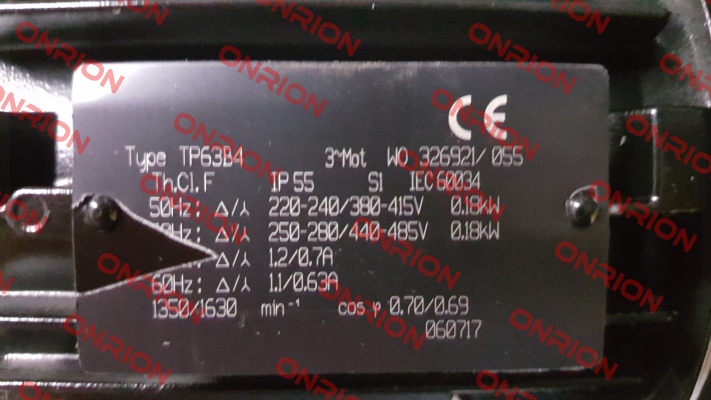 CE
Type TP63B4 3~Mot WO 326921/055
Th.Cl.F IP55 S1 IEC60034
50Hz: Δ/⅄ 220-240/380-415V 0.18kW
Δ/⅄ 250-280/440-485V 0.18kW
Δ/⅄ 1.2/0.7A
60Hz: Δ/⅄ 1.1/0.63A
1350/1630 min⁻¹ cos φ 0.70/0.69
060717
ONRION